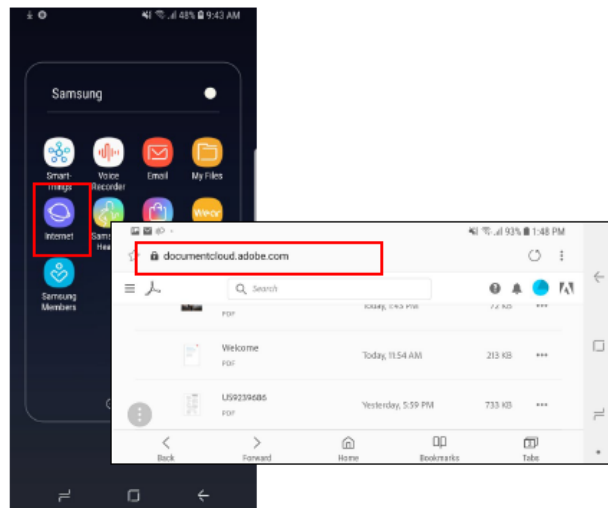 48% 9:43 AM
Samsung
Smart-
Things
Voice
Recorder
Email
My Files
Internet
Wear
Samsung
Members
93% 1:48 PM
documentcloud.adobe.com
Search
PDF
72 KB
Welcome
PDF
Today, 11:54 AM
213 KB
US9239686
PDF
Yesterday, 5:59 PM
733 KB
Back
Forward
Home
Bookmarks
Tabs